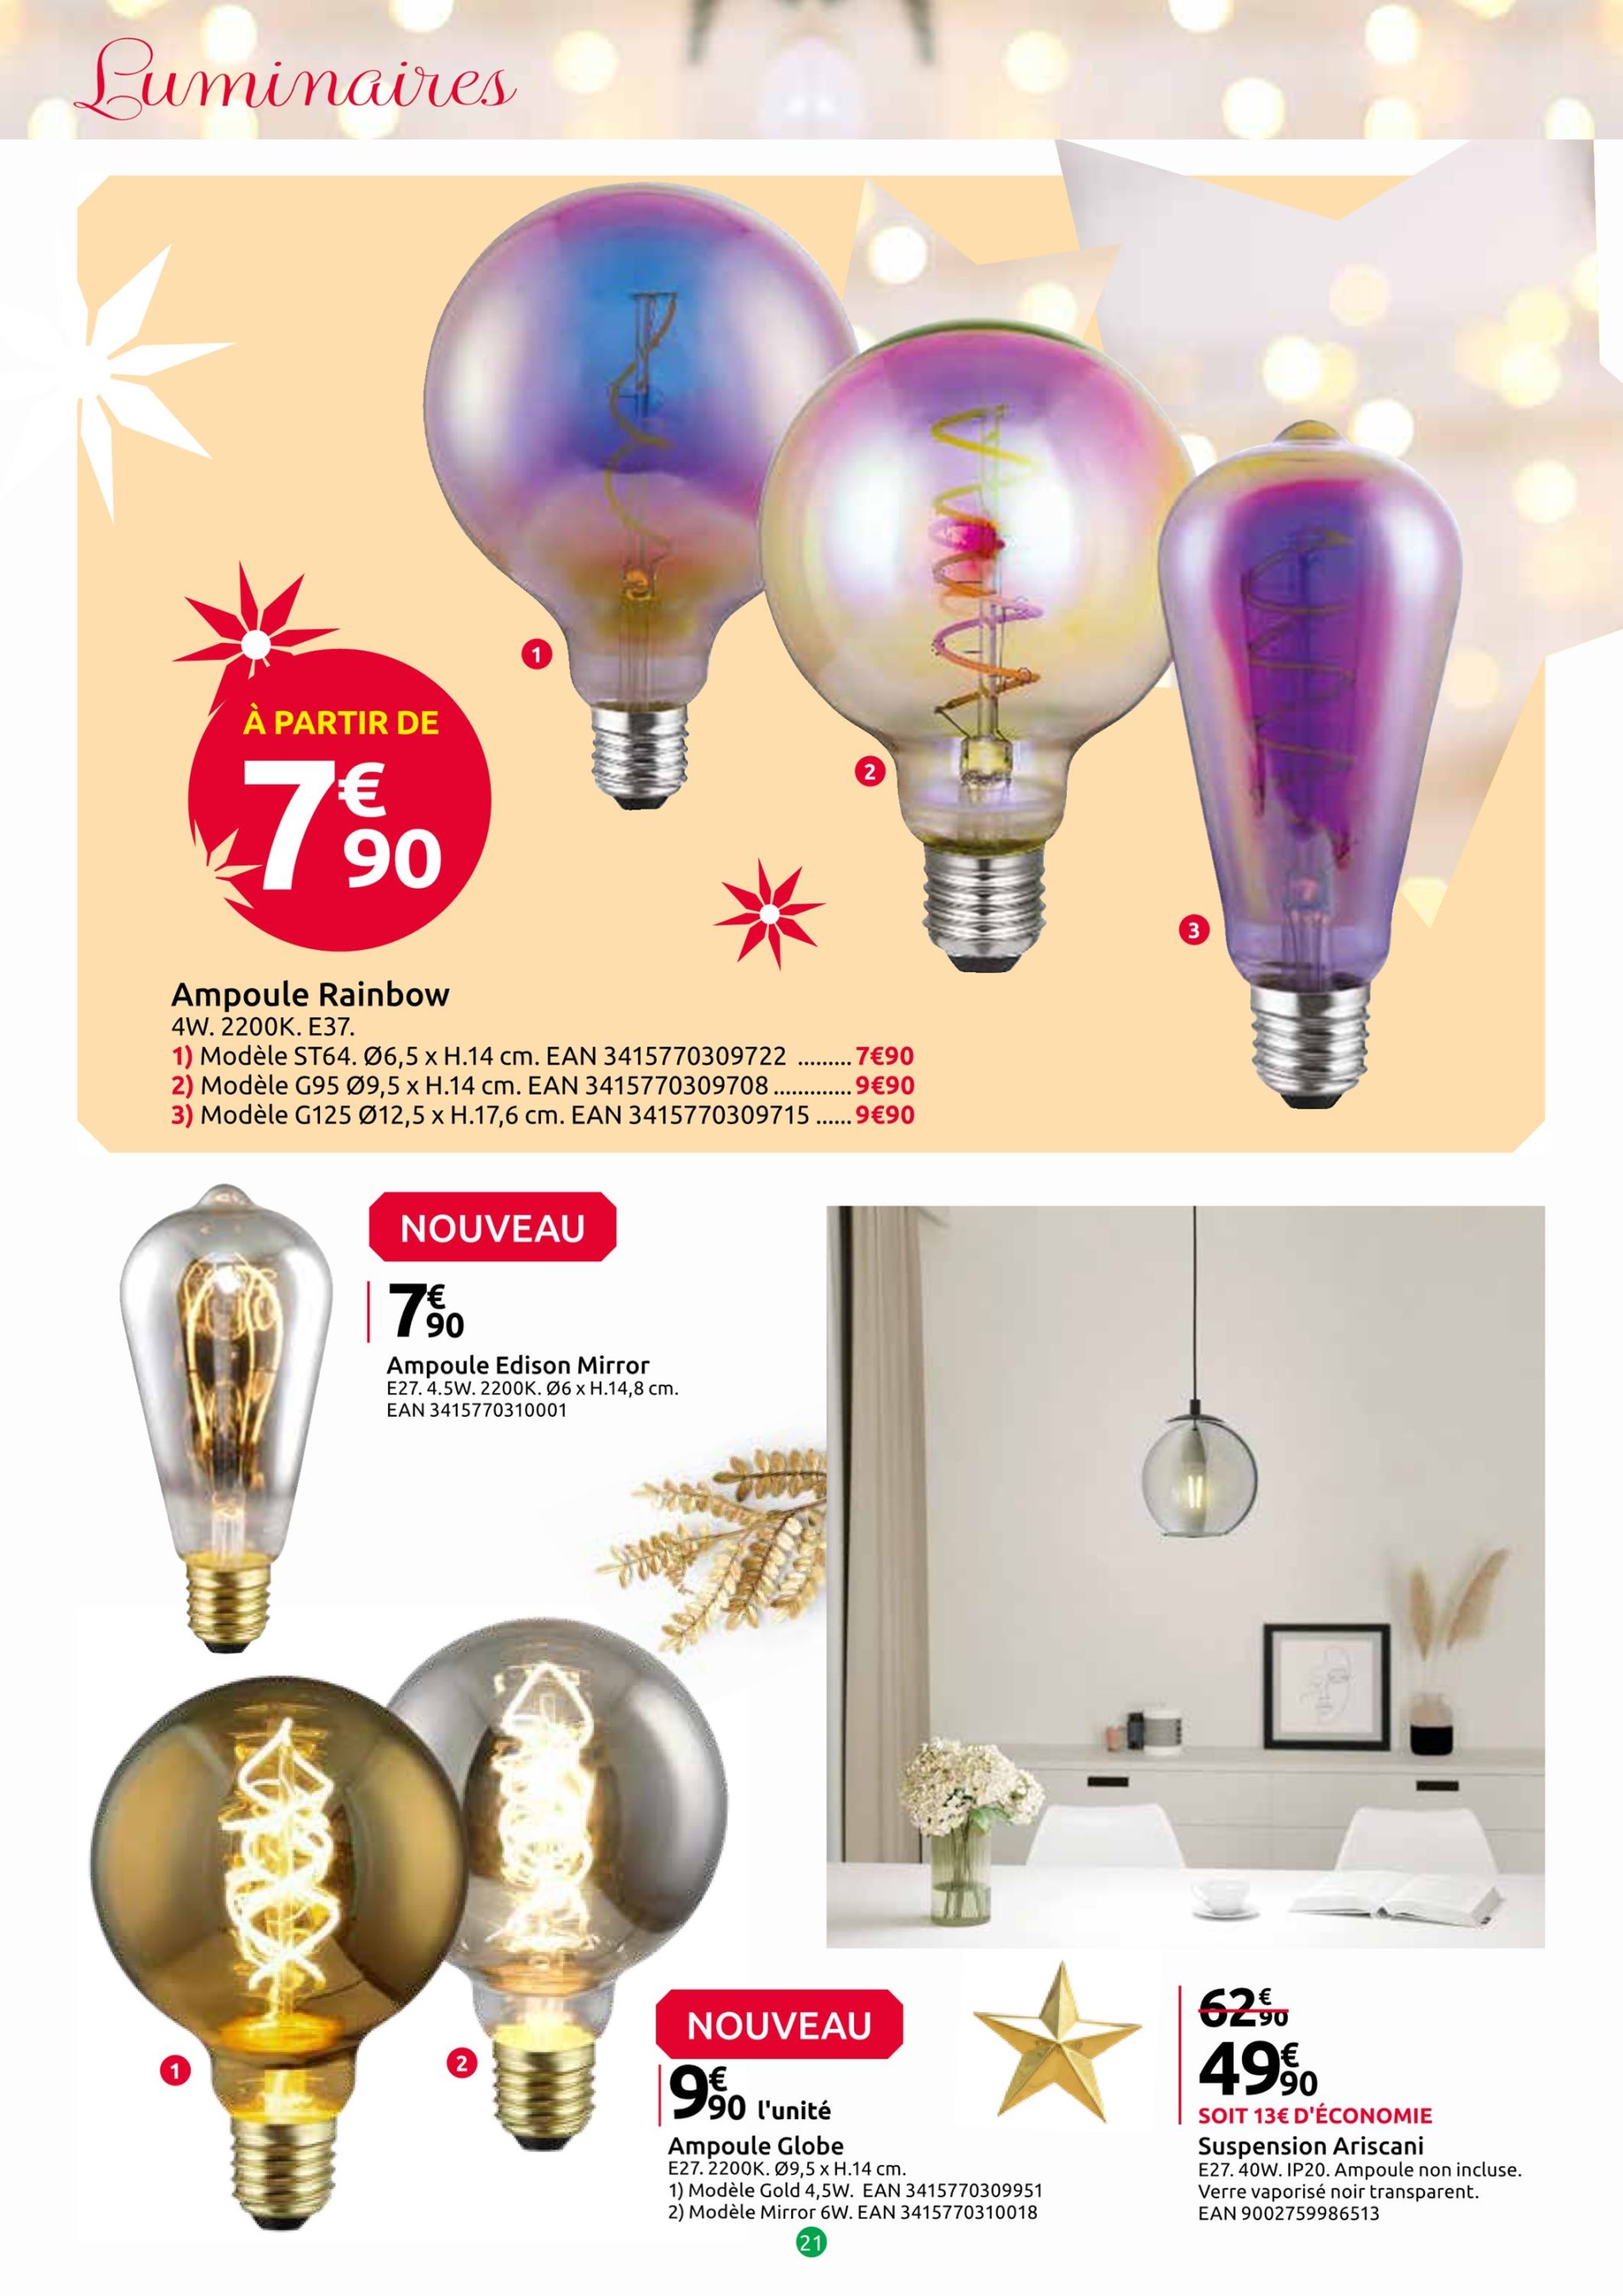 Luminaires
1
2
3
À PARTIR DE
7€90
Ampoule Rainbow
4W. 2200K. E37.
1) Modèle ST64. Ø6,5 x H.14 cm. EAN 3415770309722 ......... 7€90
2) Modèle G95 Ø9,5 x H.14 cm. EAN 3415770309708 ............. 9€90
3) Modèle G125 Ø12,5 x H.17,6 cm. EAN 3415770309715 ...... 9€90
NOUVEAU
7€90
Ampoule Edison Mirror
E27. 4.5W. 2200K. Ø6 x H.14,8 cm.
EAN 3415770310001
1
2
NOUVEAU
9€90 l'unité
Ampoule Globe
E27. 2200K. Ø9,5 x H.14 cm.
1) Modèle Gold 4,5W. EAN 3415770309951
2) Modèle Mirror 6W. EAN 3415770310018
62€90
49€90
SOIT 13€ D'ÉCONOMIE
Suspension Ariscani
E27. 40W. IP20. Ampoule non incluse.
Verre vaporisé noir transparent.
EAN 9002759986513
21